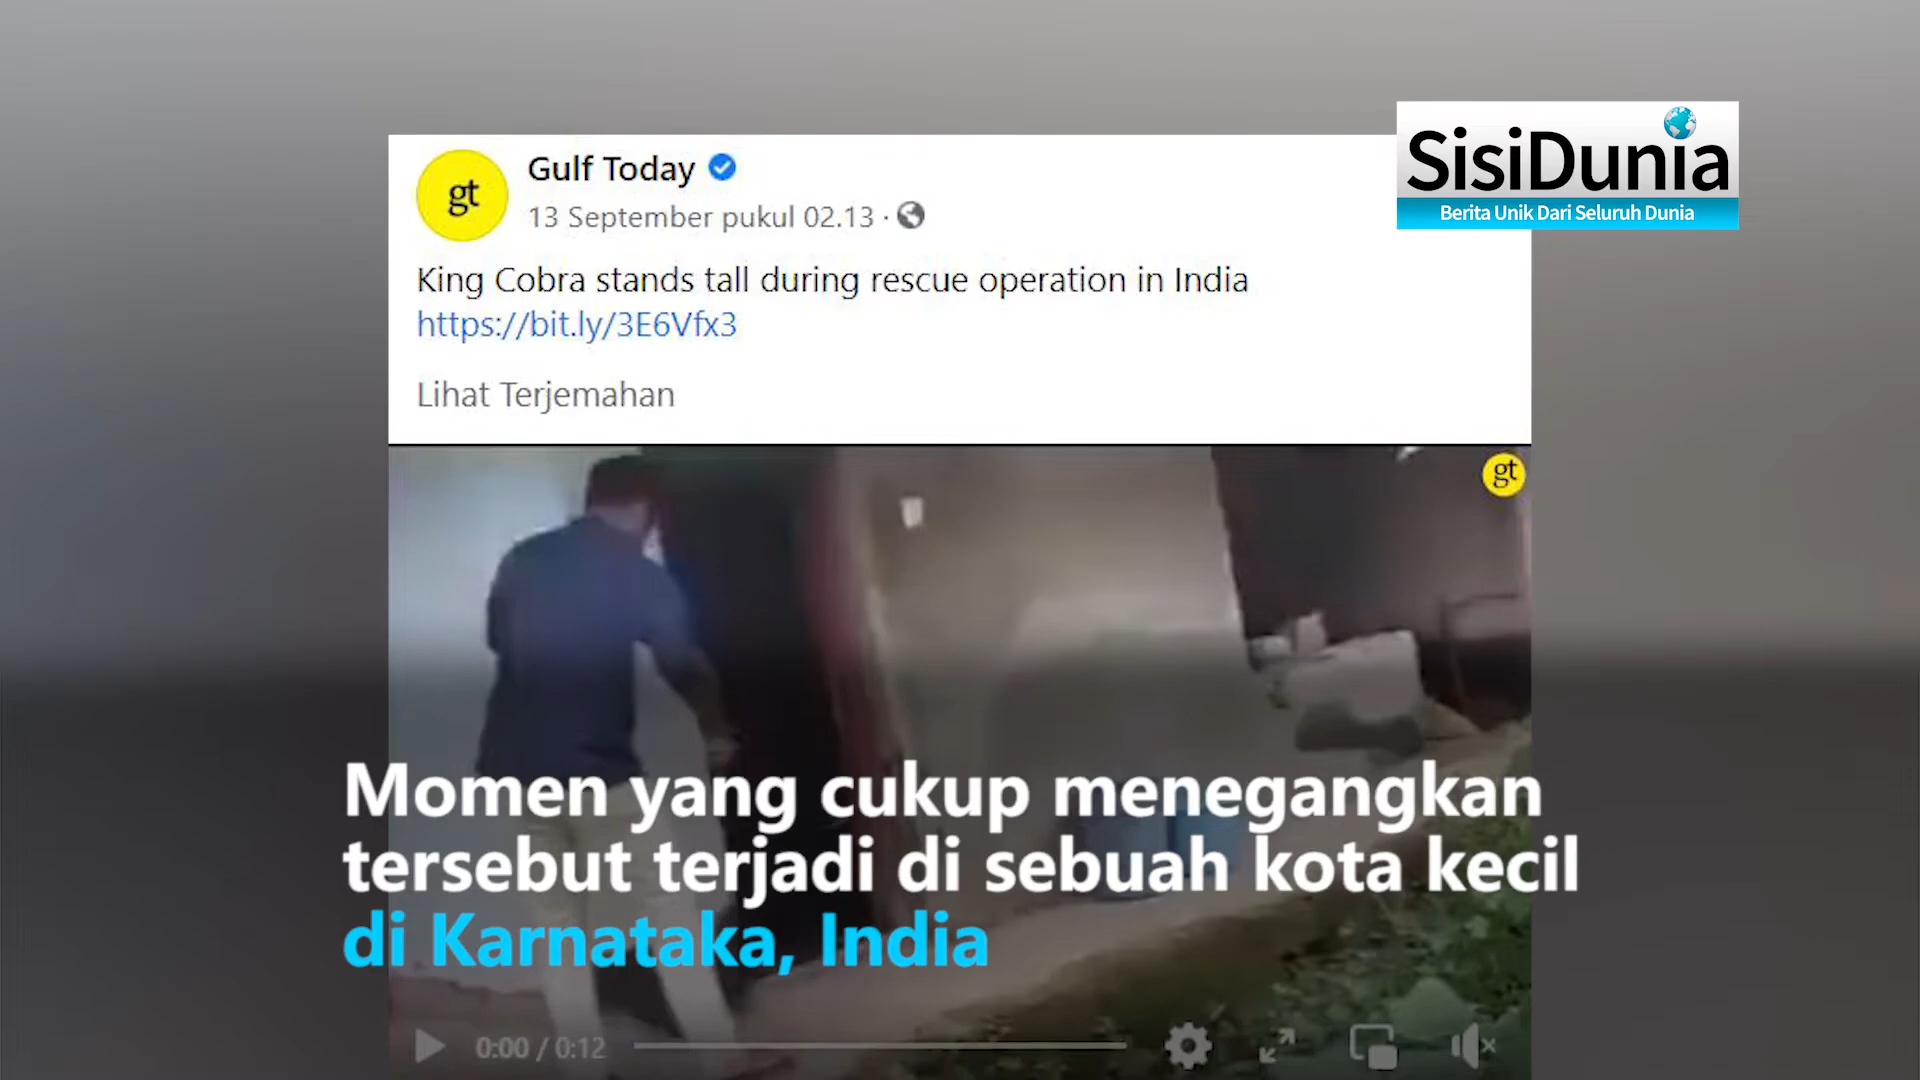 SisiDunia
Berita Unik Dari Seluruh Dunia
gt
Gulf Today
13 September pukul 02.13 ·
King Cobra stands tall during rescue operation in India
https://bit.ly/3E6Vfx3
Lihat Terjemahan
gt
Momen yang cukup menegangkan
tersebut terjadi di sebuah kota kecil
di Karnataka, India
0:00 / 0:12